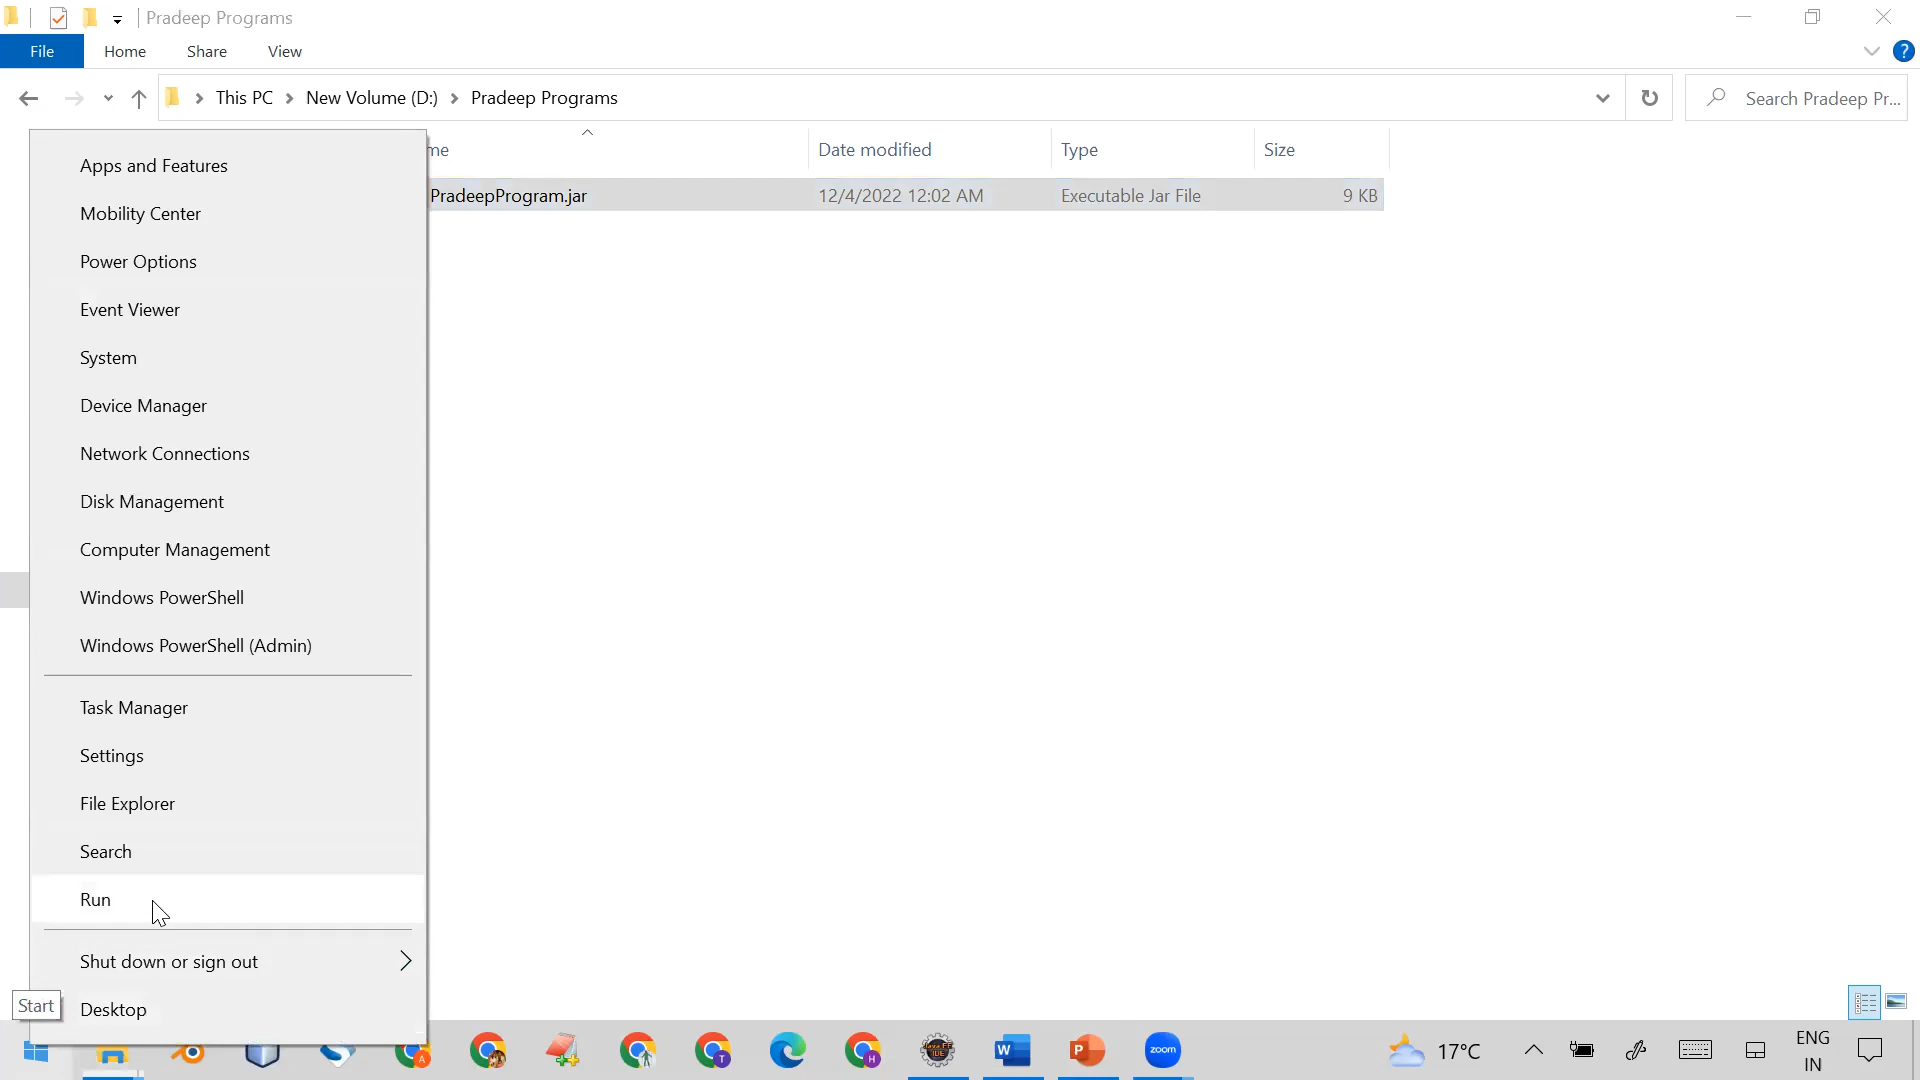 Pradeep Programs
File Home Share View
This PC New Volume (D:) Pradeep Programs
Search Pradeep Pr...
me Date modified Type Size
PradeepProgram.jar 12/4/2022 12:02 AM Executable Jar File 9 KB
Apps and Features
Mobility Center
Power Options
Event Viewer
System
Device Manager
Network Connections
Disk Management
Computer Management
Windows PowerShell
Windows PowerShell (Admin)
Task Manager
Settings
File Explorer
Search
Run
Shut down or sign out
Desktop
Start
A
T
H
Java EE
IDE
W
P
zoom
17°C
ENG
IN